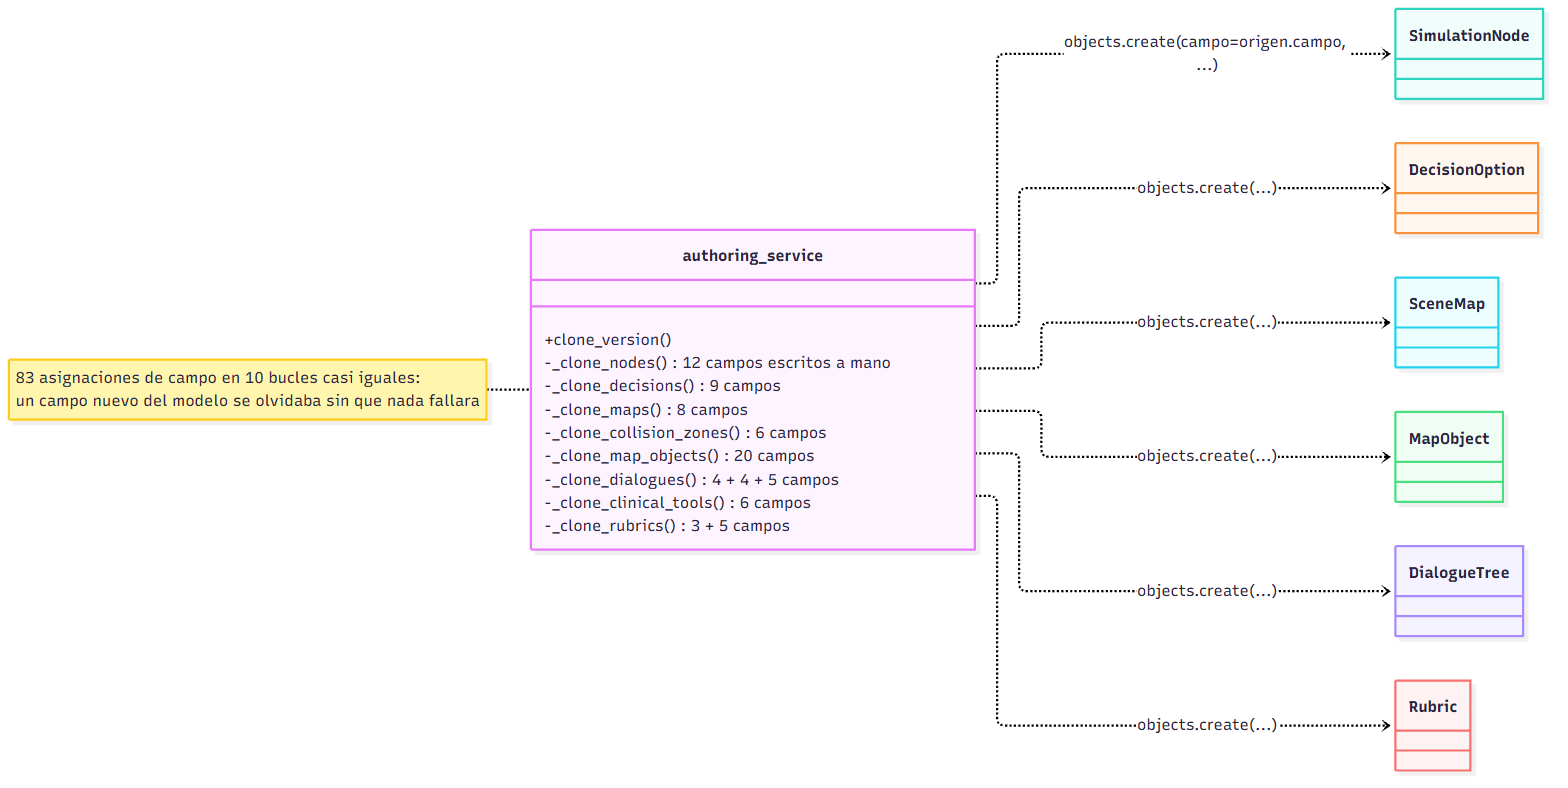 83 asignaciones de campo en 10 bucles casi iguales:
un campo nuevo del modelo se olvidaba sin que nada fallara
authoring_service
+clone_version()
-_clone_nodes() : 12 campos escritos a mano
-_clone_decisions() : 9 campos
-_clone_maps() : 8 campos
-_clone_collision_zones() : 6 campos
-_clone_map_objects() : 20 campos
-_clone_dialogues() : 4 + 4 + 5 campos
-_clone_clinical_tools() : 6 campos
-_clone_rubrics() : 3 + 5 campos
objects.create(campo=origen.campo,
...)
SimulationNode
objects.create(...)
DecisionOption
objects.create(...)
SceneMap
objects.create(...)
MapObject
objects.create(...)
DialogueTree
objects.create(...)
Rubric